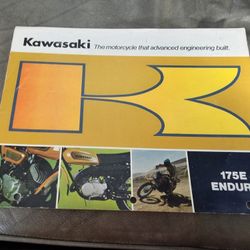 Kawasaki The motorcycle that advanced engineering built.
175E
ENDUR